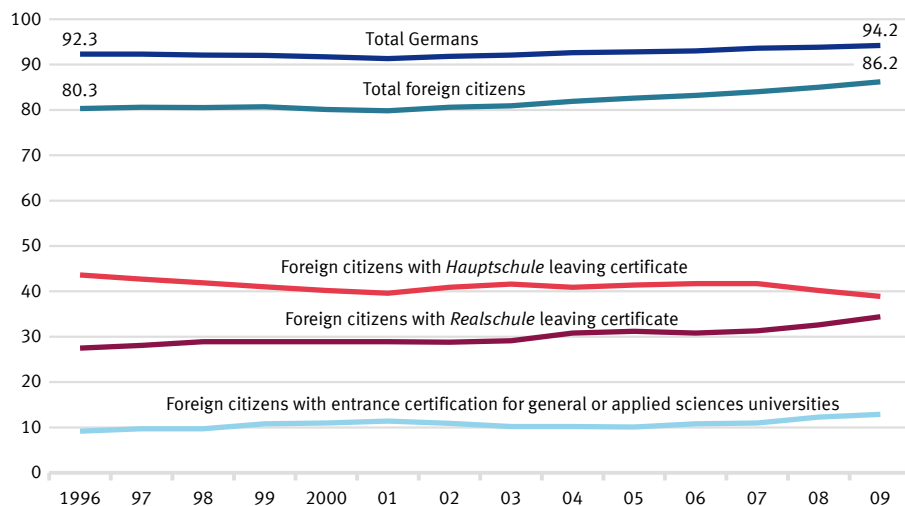 100
94.2
92.3
Total Germans
90
86.2
80.3
Total foreign citizens
80
70
60
50
Foreign citizens with Hauptschule leaving certificate
40
Foreign citizens with Realschule leaving certificate
30
20
Foreign citizens with entrance certification for general or applied sciences universities
10
0
1996 97 98 99 2000 01 02 03 04 05 06 07 08 09